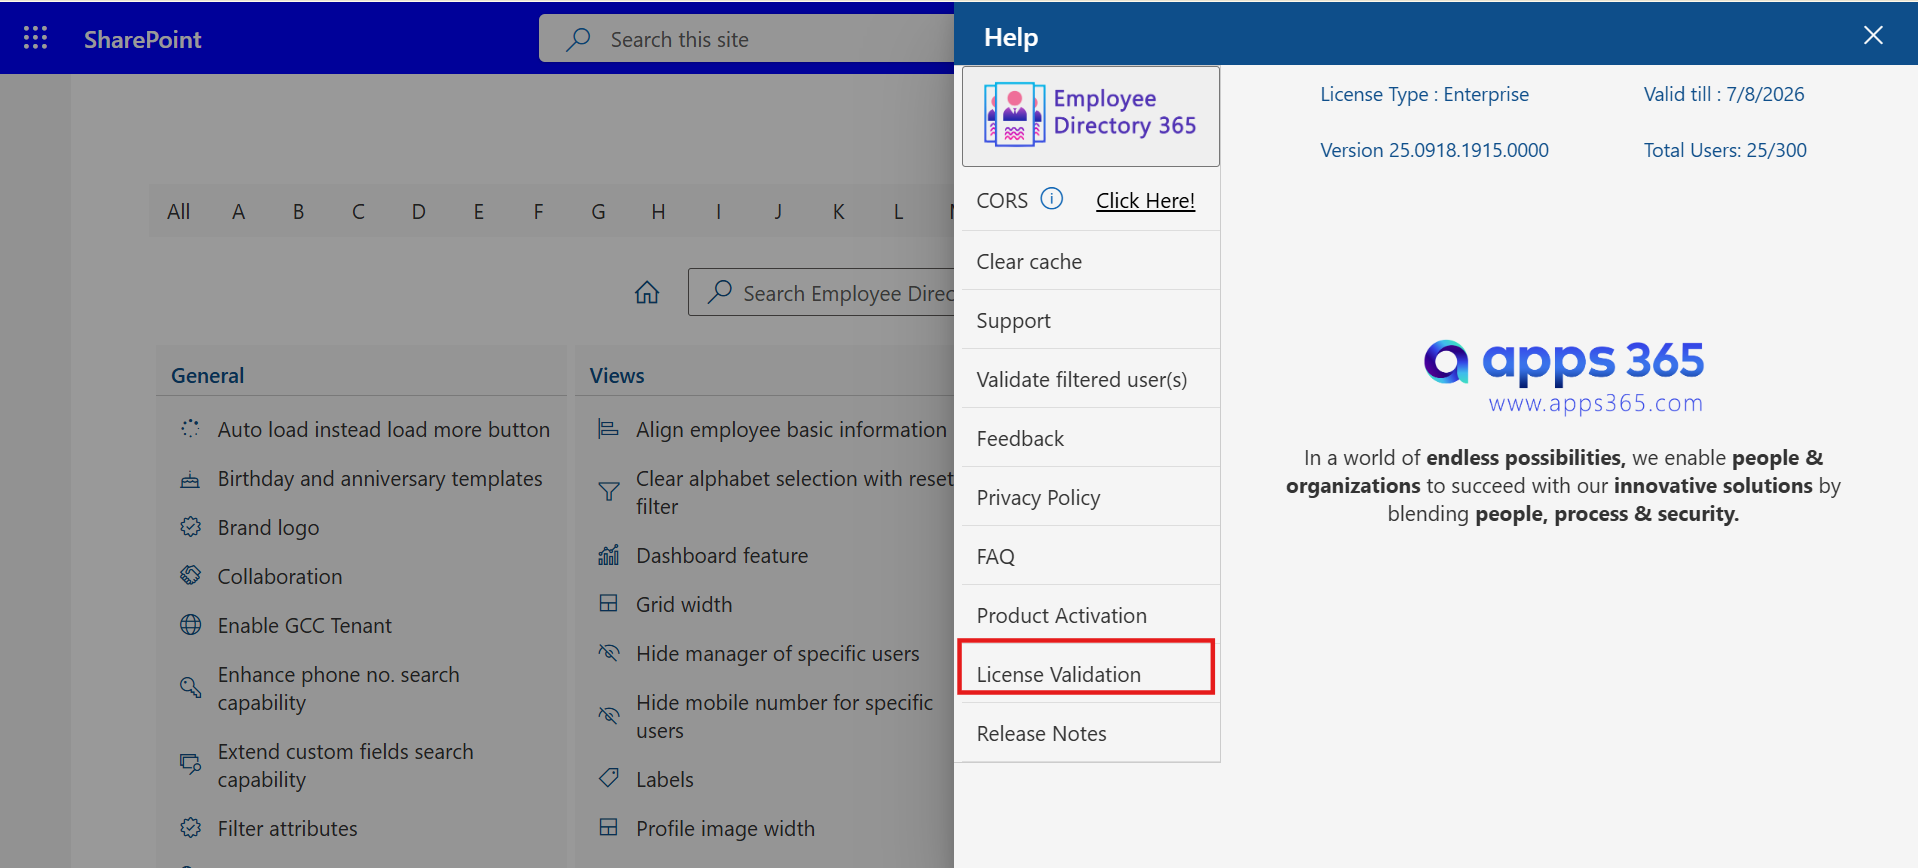 SharePoint
Search this site
Help
Employee
Directory 365
License Type : Enterprise
Valid till : 7/8/2026
Version 25.0918.1915.0000
Total Users: 25/300
CORS
Click Here!
Clear cache
Support
Validate filtered user(s)
Feedback
Privacy Policy
FAQ
Product Activation
License Validation
Release Notes
apps 365
www.apps365.com
In a world of endless possibilities, we enable people &
organizations to succeed with our innovative solutions by
blending people, process & security.
All A B C D E F G H I J K L
Search Employee Direc
General
Auto load instead load more button
Birthday and anniversary templates
Brand logo
Collaboration
Enable GCC Tenant
Enhance phone no. search
capability
Extend custom fields search
capability
Filter attributes
Views
Align employee basic information
Clear alphabet selection with reset
filter
Dashboard feature
Grid width
Hide manager of specific users
Hide mobile number for specific
users
Labels
Profile image width